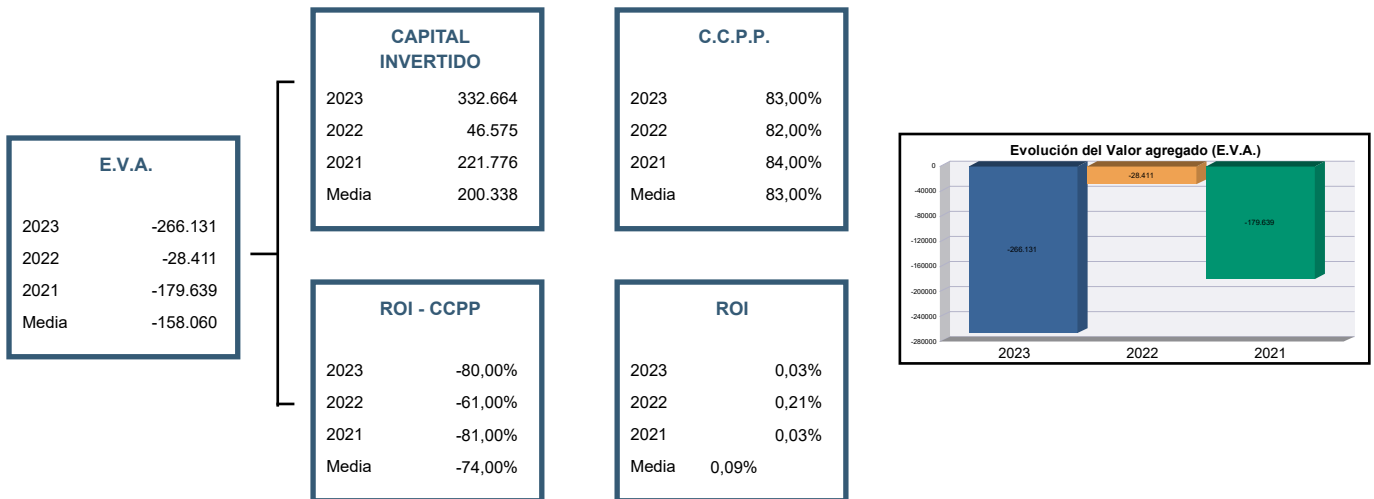 E.V.A.
2023 -266.131
2022 -28.411
2021 -179.639
Media -158.060
CAPITAL
INVERTIDO
2023 332.664
2022 46.575
2021 221.776
Media 200.338
C.C.P.P.
2023 83,00%
2022 82,00%
2021 84,00%
Media 83,00%
ROI - CCPP
2023 -80,00%
2022 -61,00%
2021 -81,00%
Media -74,00%
ROI
2023 0,03%
2022 0,21%
2021 0,03%
Media 0,09%
Evolución del Valor agregado (E.V.A.)
0
-40000
-80000
-120000
-160000
-200000
-240000
-280000
-266.131
-28.411
-179.639
2023 2022 2021